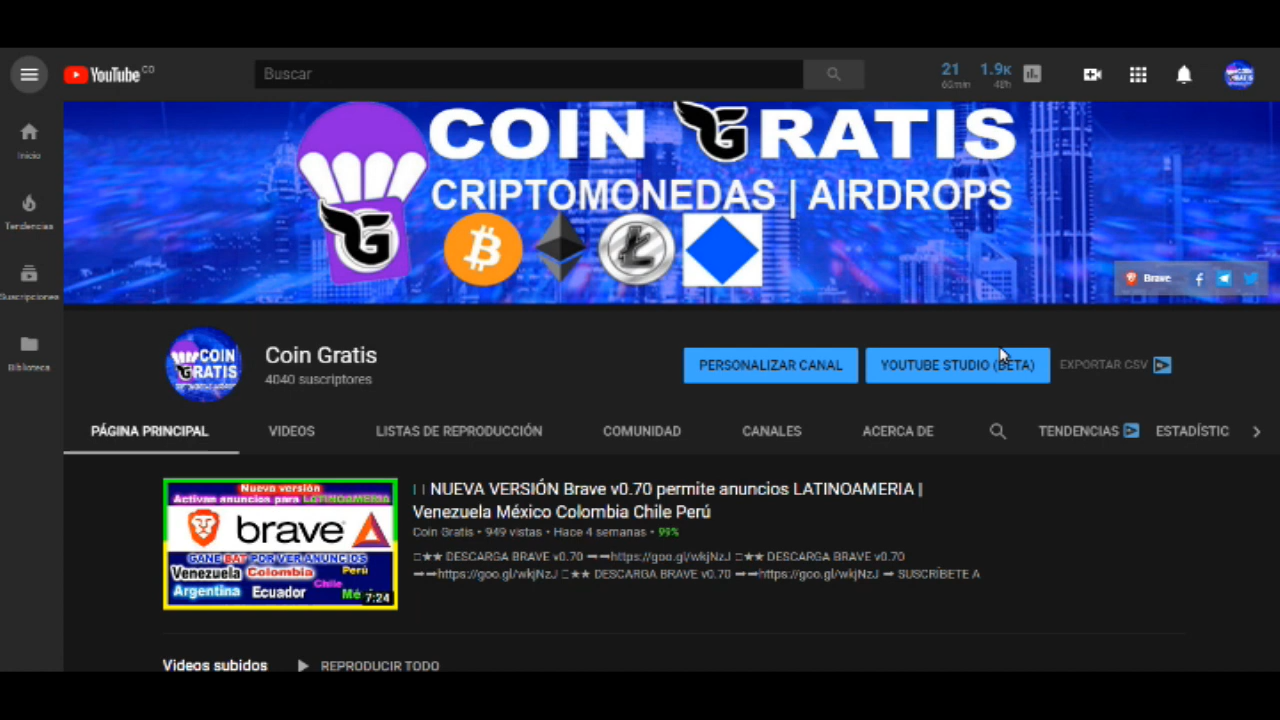 YouTube CO
Buscar
21
60min
1.9K
48h
Inicio
Tendencias
Suscripciones
Biblioteca
COIN GRATIS
CRIPTOMONEDAS | AIRDROPS
Brave
COIN
GRATIS
Coin Gratis
4040 suscriptores
PERSONALIZAR CANAL
YOUTUBE STUDIO (BETA)
EXPORTAR CSV
PÁGINA PRINCIPAL
VIDEOS
LISTAS DE REPRODUCCIÓN
COMUNIDAD
CANALES
ACERCA DE
TENDENCIAS
ESTADÍSTIC
Nueva versión
Activan anuncios para LATINOAMERIA
brave
GANE BAT POR VER ANUNCIOS
Venezuela Colombia Perú
Chile
Argentina Ecuador Mé
7:24
NUEVA VERSIÓN Brave v0.70 permite anuncios LATINOAMERIA |
Venezuela México Colombia Chile Perú
Coin Gratis • 949 vistas • Hace 4 semanas • 99%
□★★ DESCARGA BRAVE v0.70 ➞➞https://goo.gl/wkjNzJ □★★ DESCARGA BRAVE v0.70
➞➞https://goo.gl/wkjNzJ □★★ DESCARGA BRAVE v0.70 ➞➞https://goo.gl/wkjNzJ ➞ SUSCRÍBETE A
Videos subidos
REPRODUCIR TODO